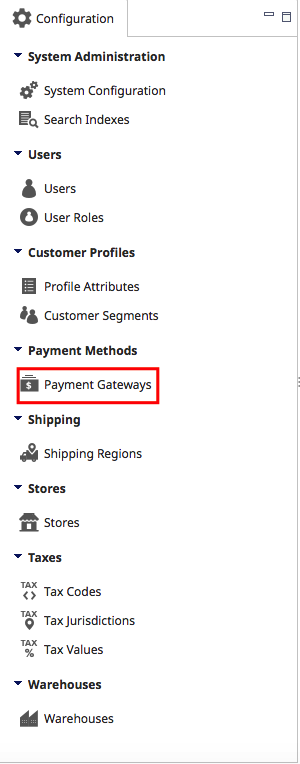 Configuration
System Administration
System Configuration
Search Indexes
Users
Users
User Roles
Customer Profiles
Profile Attributes
Customer Segments
Payment Methods
$ Payment Gateways
Shipping
Shipping Regions
Stores
Stores
Taxes
TAX <> Tax Codes
TAX Tax Jurisdictions
TAX % Tax Values
Warehouses
Warehouses